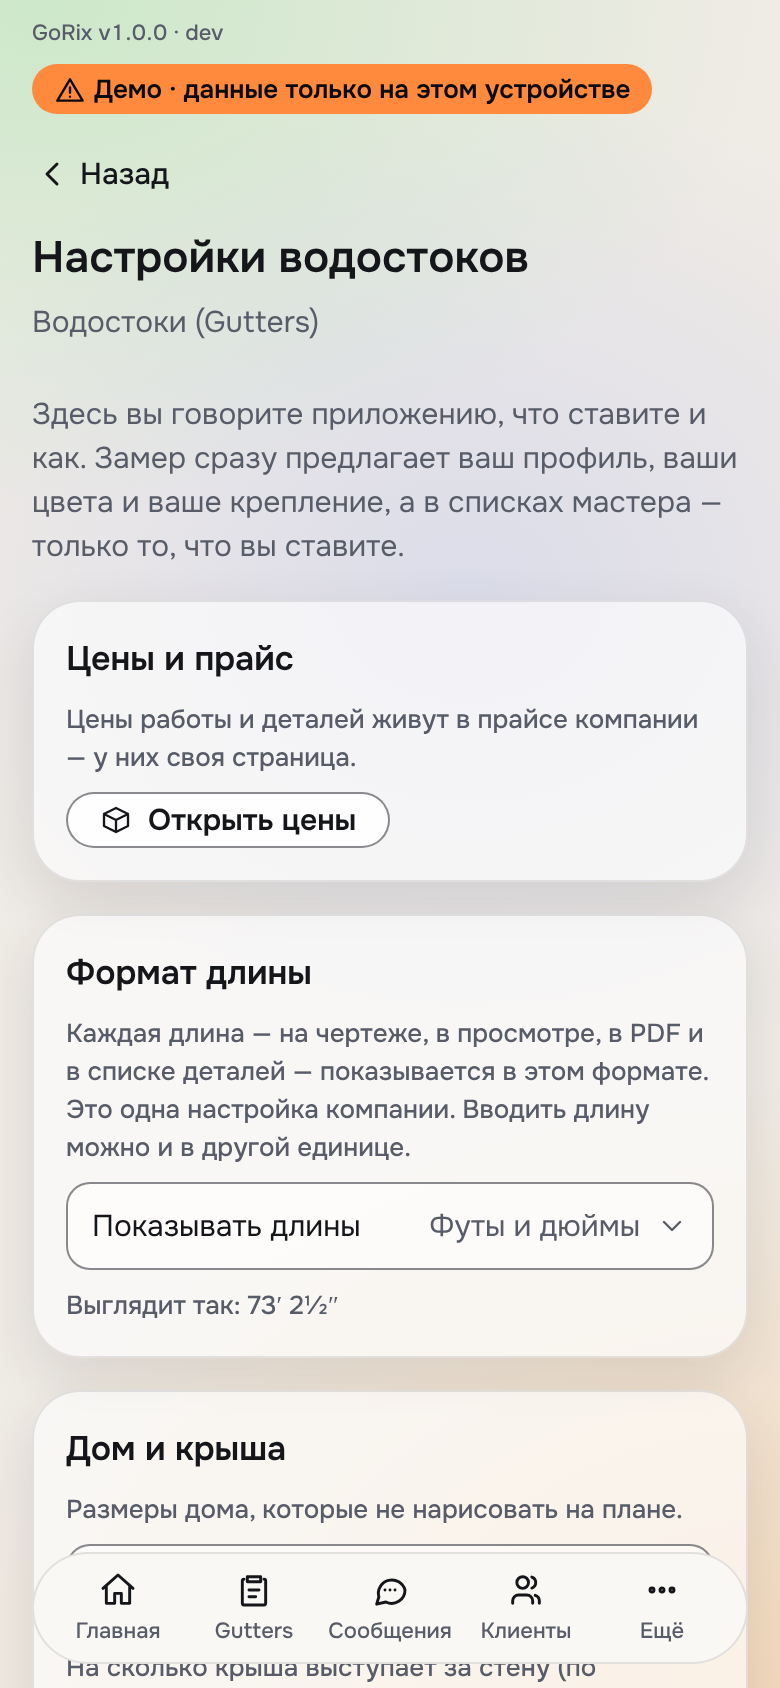 GoRix v1.0.0 · dev
Демо · данные только на этом устройстве
Назад
Настройки водостоков
Водостоки (Gutters)
Здесь вы говорите приложению, что ставите и
как. Замер сразу предлагает ваш профиль, ваши
цвета и ваше крепление, а в списках мастера —
только то, что вы ставите.
Цены и прайс
Цены работы и деталей живут в прайсе компании
— у них своя страница.
Открыть цены
Формат длины
Каждая длина — на чертеже, в просмотре, в PDF и
в списке деталей — показывается в этом формате.
Это одна настройка компании. Вводить длину
можно и в другой единице.
Показывать длины Футы и дюймы
Выглядит так: 73′ 2½″
Дом и крыша
Размеры дома, которые не нарисовать на плане.
Главная Gutters Сообщения Клиенты Ещё
На сколько крыша выступает за стену (по